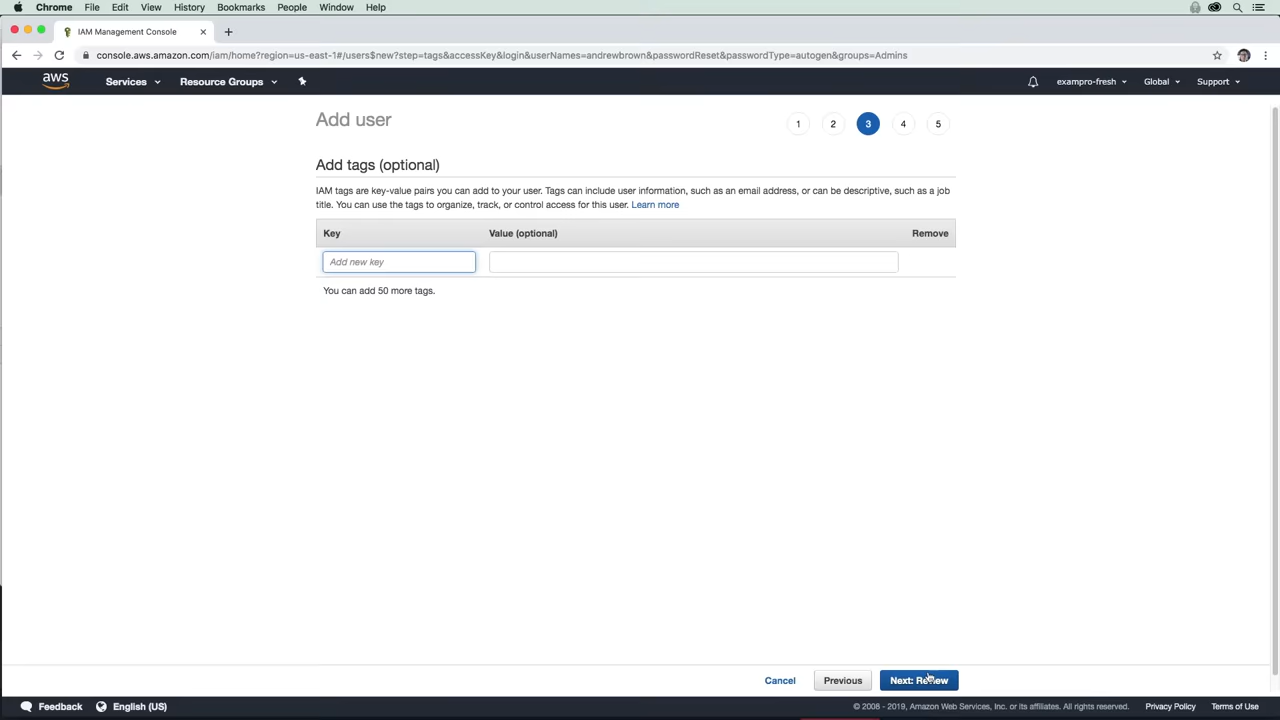 Chrome File Edit View History Bookmarks People Window Help
IAM Management Console
console.aws.amazon.com/iam/home?region=us-east-1#/users$new?step=tags&accessKey&login&userNames=andrewbrown&passwordReset&passwordType=autogen&groups=Admins
aws Services Resource Groups exampro-fresh Global Support
Add user 1 2 3 4 5
Add tags (optional)
IAM tags are key-value pairs you can add to your user. Tags can include user information, such as an email address, or can be descriptive, such as a job
title. You can use the tags to organize, track, or control access for this user. Learn more
Key Value (optional) Remove
Add new key
You can add 50 more tags.
Cancel Previous Next: Review
Feedback English (US) © 2008 - 2019, Amazon Web Services, Inc. or its affiliates. All rights reserved. Privacy Policy Terms of Use